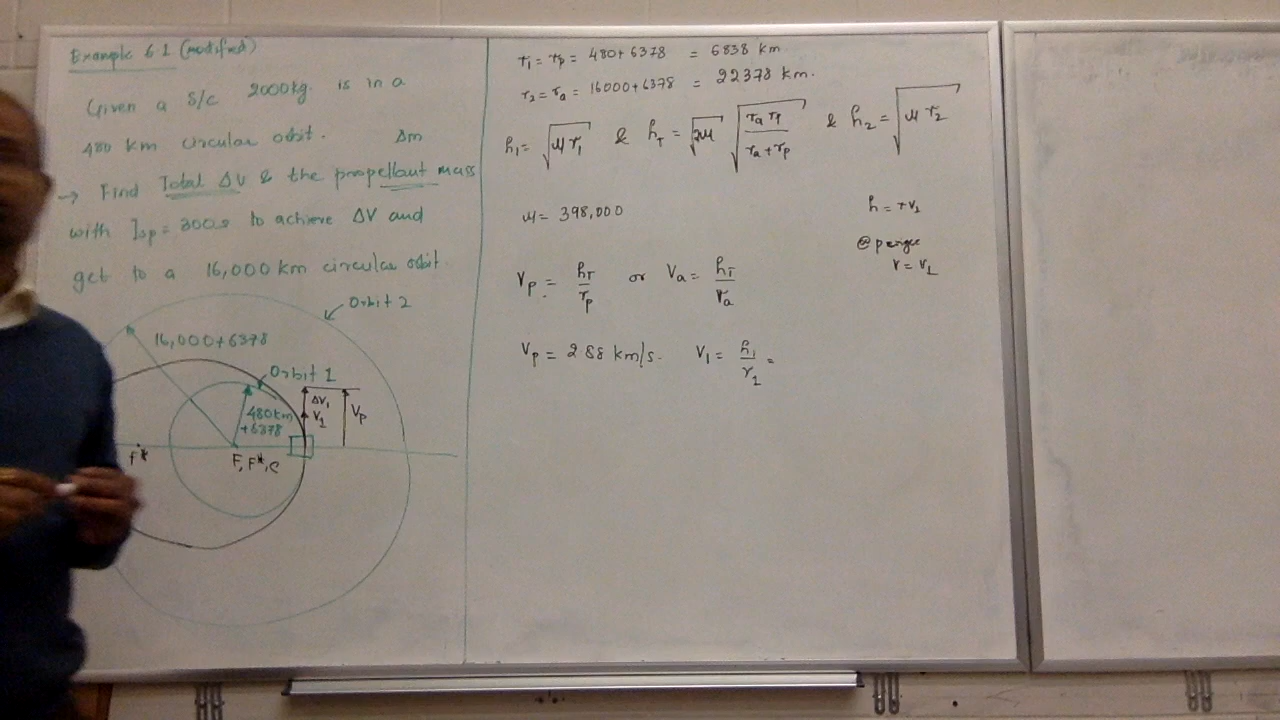 Example 6.1 (modified)
Given a S/C 2000kg. is in a
480 km circular orbit. Δm
→ Find Total ΔV & the propellant mass
with Isp = 300s to achieve ΔV and
get to a 16,000 km circular orbit.
Orbit 2
16,000+6378
Orbit 1
480km
+6378
ΔV₁
V₁
Vp
F*
F, F*, C
r₁ = rp = 480+6378 = 6838 km
r₂ = ra = 16000+6378 = 22378 km.
h₁ = √(μ r₁) & hT = √(2μ) √(ra rp / (ra + rp)) & h₂ = √(μ r₂)
μ = 398,000
h = rv⊥
@ perigee
v = v⊥
Vp = hT / rp or Va = hT / ra
Vp = 2.88 km/s. V₁ = h₁ / r₁ =